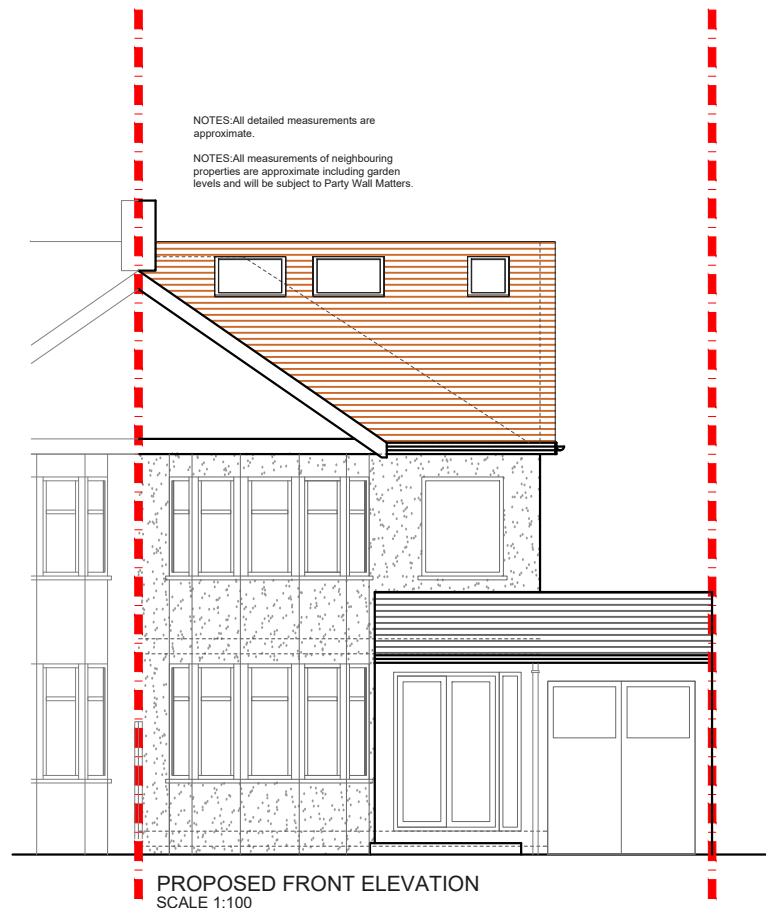 NOTES:All detailed measurements are
approximate.
NOTES:All measurements of neighbouring
properties are approximate including garden
levels and will be subject to Party Wall Matters.
PROPOSED FRONT ELEVATION
SCALE 1:100